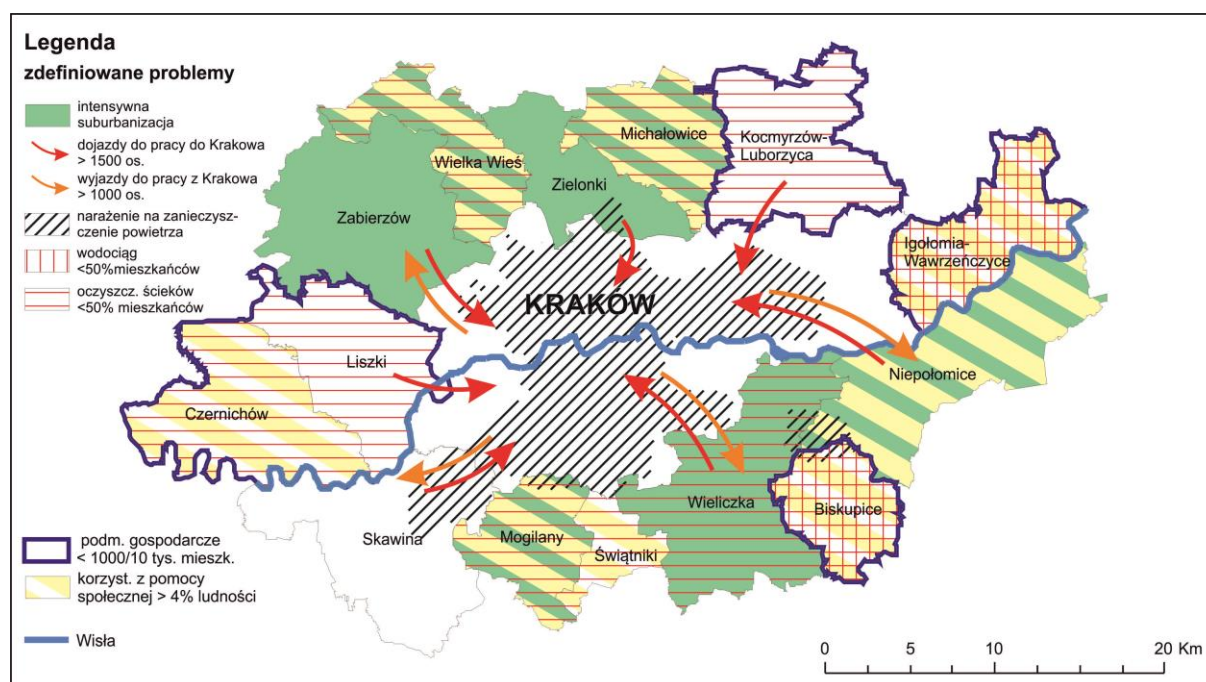 Legenda
zdefiniowane problemy
intensywna
suburbanizacja
dojazdy do pracy do Krakowa
> 1500 os.
wyjazdy do pracy z Krakowa
> 1000 os.
narażenie na zanieczysz-
czenie powietrza
wodociąg
<50%mieszkańców
oczyszcz. ścieków
<50% mieszkańców
podm. gospodarcze
< 1000/10 tys. mieszk.
korzyst. z pomocy
społecznej > 4% ludności
Wisła
Michałowice
Kocmyrzów-
Luborzyca
Wielka Wieś
Zielonki
Zabierzów
Igołomia-
Wawrzeńczyce
KRAKÓW
Liszki
Niepołomice
Czernichów
Wieliczka
Biskupice
Skawina
Mogilany
Świątniki
0 5 10 20 Km